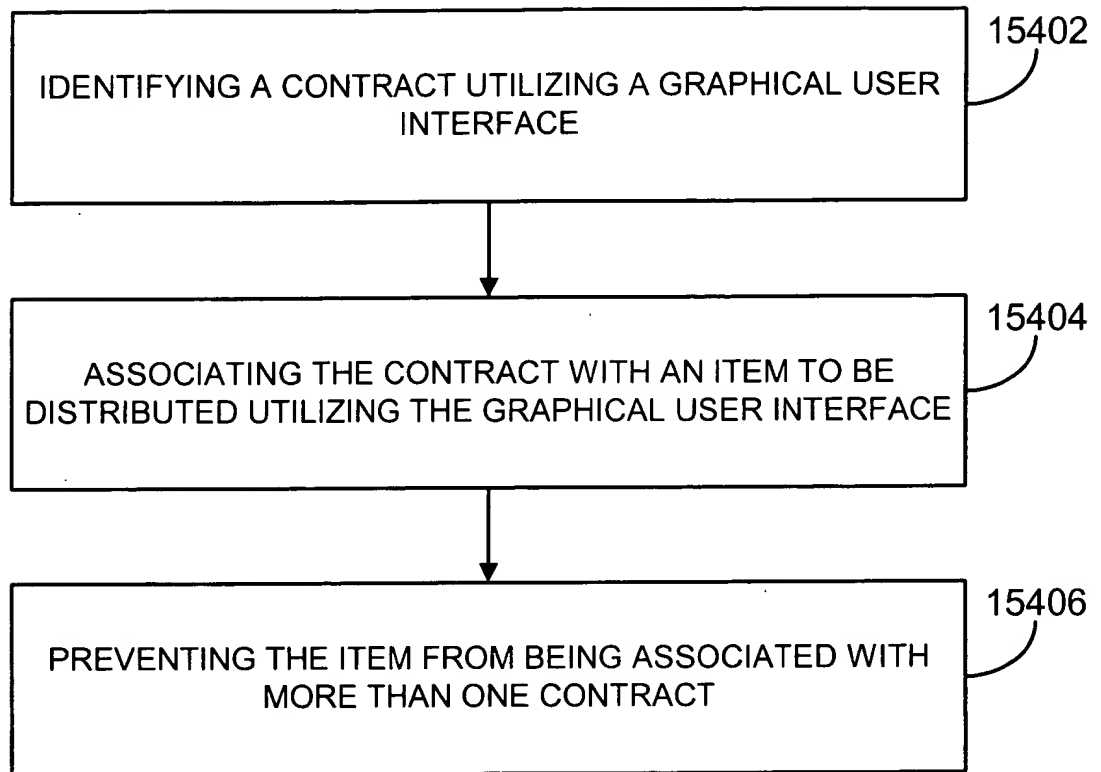 15402
IDENTIFYING A CONTRACT UTILIZING A GRAPHICAL USER
INTERFACE
15404
ASSOCIATING THE CONTRACT WITH AN ITEM TO BE
DISTRIBUTED UTILIZING THE GRAPHICAL USER INTERFACE
15406
PREVENTING THE ITEM FROM BEING ASSOCIATED WITH
MORE THAN ONE CONTRACT